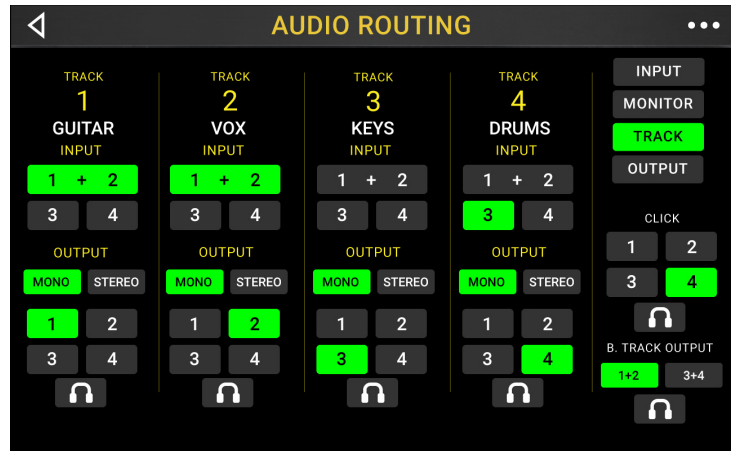 AUDIO ROUTING
TRACK
1
GUITAR
INPUT
1 + 2
3 4
OUTPUT
MONO STEREO
1 2
3 4
TRACK
2
VOX
INPUT
1 + 2
3 4
OUTPUT
MONO STEREO
1 2
3 4
TRACK
3
KEYS
INPUT
1 + 2
3 4
OUTPUT
MONO STEREO
1 2
3 4
TRACK
4
DRUMS
INPUT
1 + 2
3 4
OUTPUT
MONO STEREO
1 2
3 4
INPUT
MONITOR
TRACK
OUTPUT
CLICK
1 2
3 4
B. TRACK OUTPUT
1+2 3+4